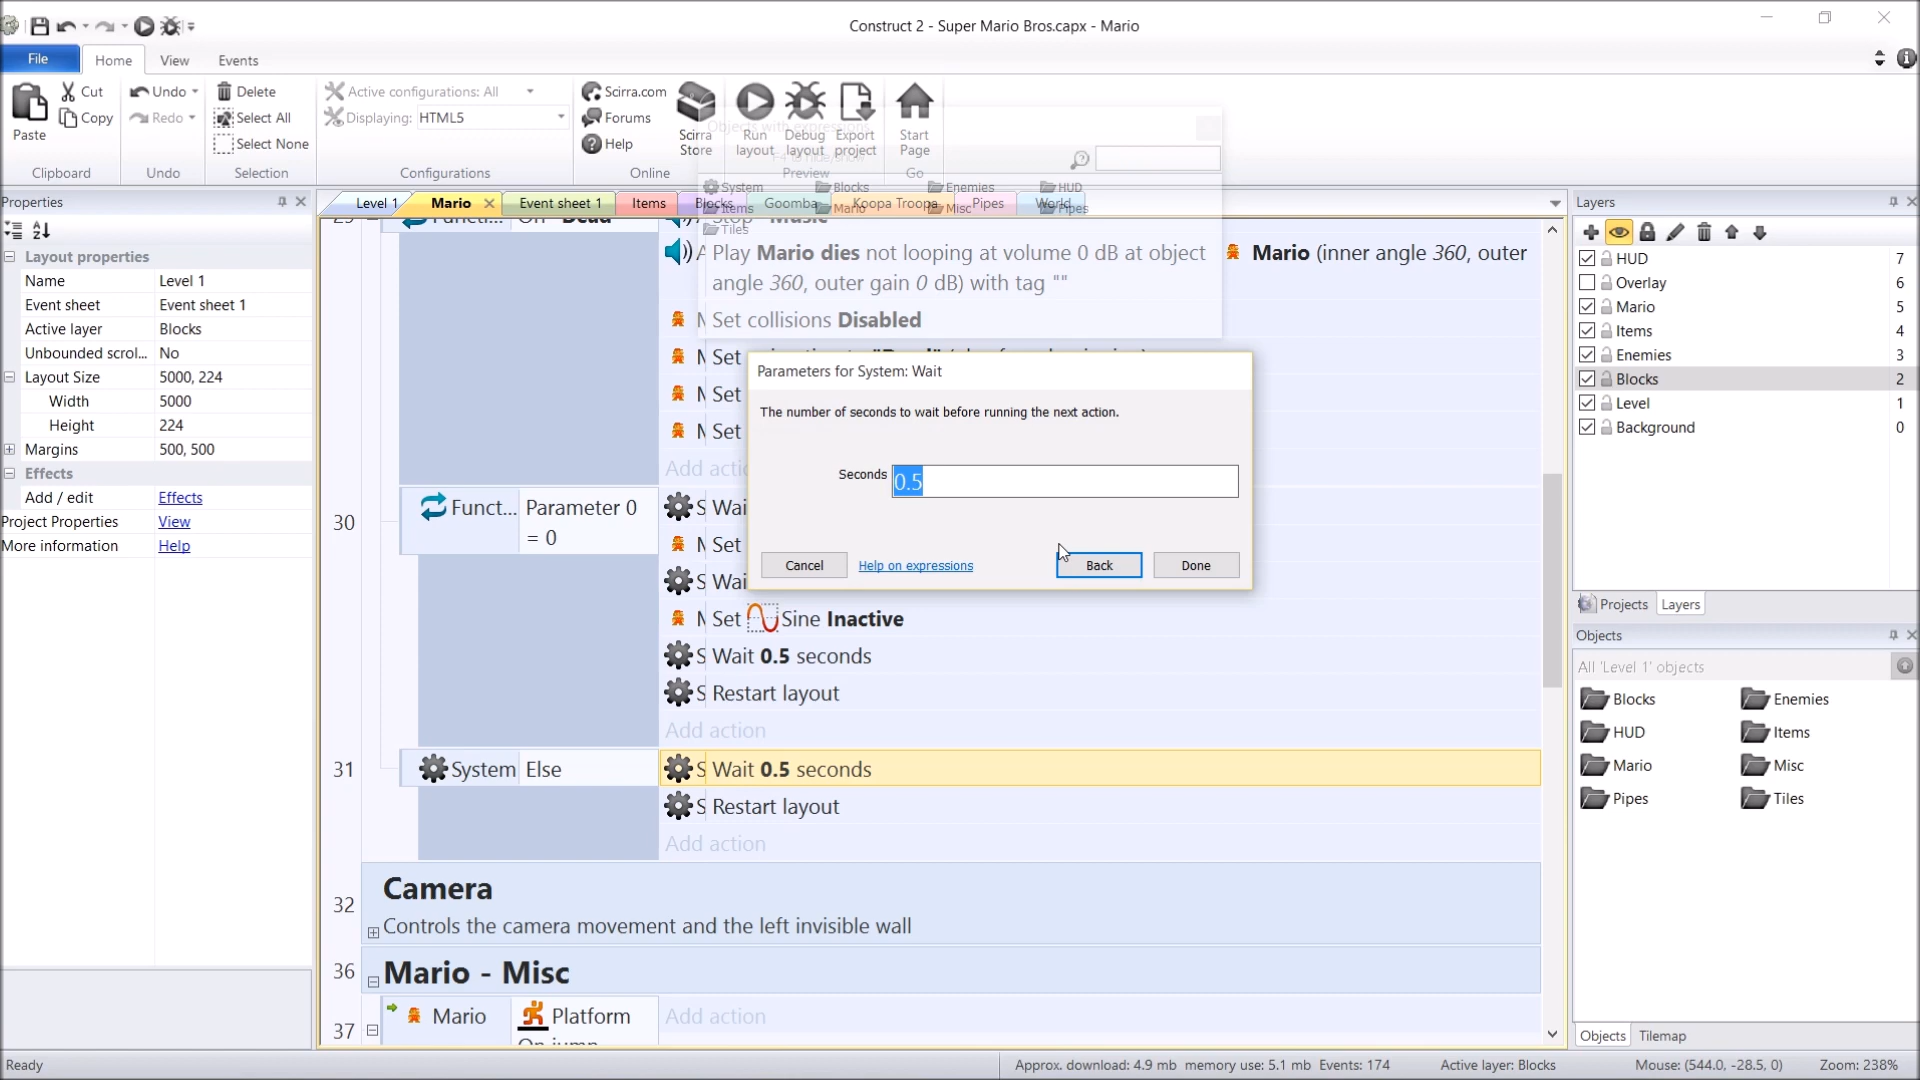 Construct 2 - Super Mario Bros.capx - Mario
File Home View Events
Paste Cut Copy
Undo Redo
Delete
Select All
Select None
Active configurations: All
Displaying: HTML5
Scirra.com
Forums
Help
Scirra Store
Run layout
Debug layout
Export project
Start Page
Clipboard Undo Selection Configurations Online Preview Go
System Blocks Enemies HUD
Items Mario Misc Pipes
Tiles
Properties
Level 1 Mario Event sheet 1 Items Blocks Goomba Koopa Troopa Pipes World
Layout properties
Name Level 1
Event sheet Event sheet 1
Active layer Blocks
Unbounded scrol... No
Layout Size 5000, 224
Width 5000
Height 224
Margins 500, 500
Effects
Add / edit Effects
Project Properties View
More information Help
Play Mario dies not looping at volume 0 dB at object Mario (inner angle 360, outer
angle 360, outer gain 0 dB) with tag ""
Set collisions Disabled
Set
Set
Set
30 Funct... Parameter 0
= 0
Wai
Set
Wai
Set Sine Inactive
Wait 0.5 seconds
Restart layout
Add action
31 System Else
Wait 0.5 seconds
Restart layout
Add action
32 Camera
Controls the camera movement and the left invisible wall
36 Mario - Misc
37 Mario Platform Add action
On jump
Parameters for System: Wait
The number of seconds to wait before running the next action.
Seconds 0.5
Cancel Help on expressions Back Done
Layers
HUD 7
Overlay 6
Mario 5
Items 4
Enemies 3
Blocks 2
Level 1
Background 0
Projects Layers
Objects
All 'Level 1' objects
Blocks Enemies
HUD Items
Mario Misc
Pipes Tiles
Objects Tilemap
Ready
Approx. download: 4.9 mb memory use: 5.1 mb Events: 174 Active layer: Blocks Mouse: (544.0, -28.5, 0) Zoom: 238%